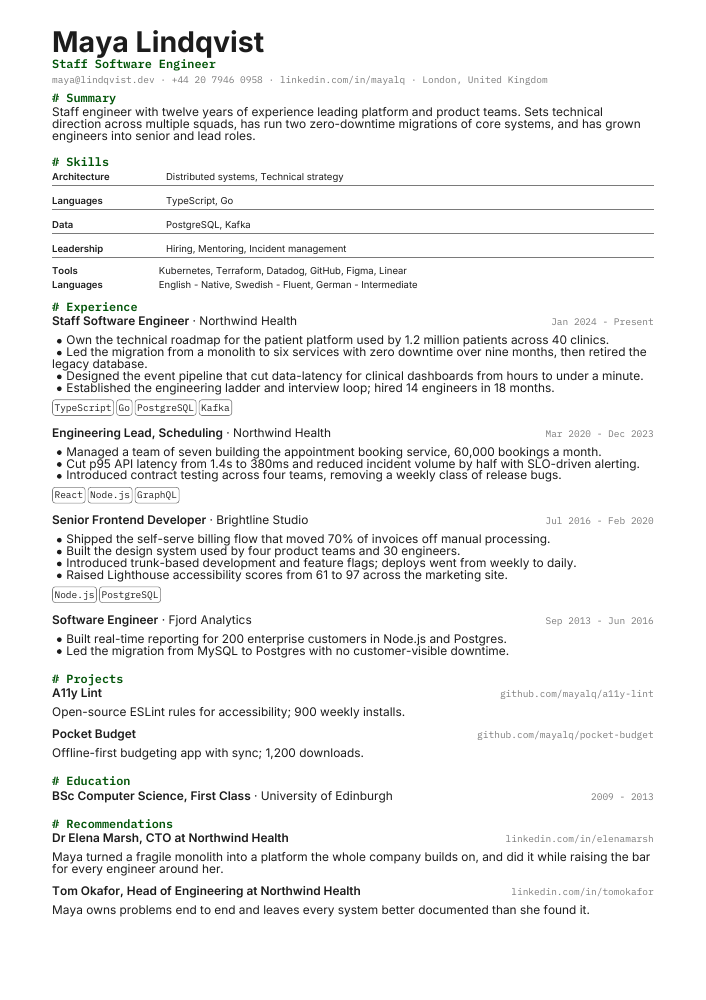 Maya Lindqvist
Staff Software Engineer
maya@lindqvist.dev · +44 20 7946 0958 · linkedin.com/in/mayalq · London, United Kingdom
# Summary
Staff engineer with twelve years of experience leading platform and product teams. Sets technical
direction across multiple squads, has run two zero-downtime migrations of core systems, and has grown
engineers into senior and lead roles.
# Skills
Architecture Distributed systems, Technical strategy
Languages TypeScript, Go
Data PostgreSQL, Kafka
Leadership Hiring, Mentoring, Incident management
Tools Kubernetes, Terraform, Datadog, GitHub, Figma, Linear
Languages English - Native, Swedish - Fluent, German - Intermediate
# Experience
Staff Software Engineer · Northwind Health Jan 2024 - Present
• Own the technical roadmap for the patient platform used by 1.2 million patients across 40 clinics.
• Led the migration from a monolith to six services with zero downtime over nine months, then retired the
legacy database.
• Designed the event pipeline that cut data-latency for clinical dashboards from hours to under a minute.
• Established the engineering ladder and interview loop; hired 14 engineers in 18 months.
TypeScript Go PostgreSQL Kafka
Engineering Lead, Scheduling · Northwind Health Mar 2020 - Dec 2023
• Managed a team of seven building the appointment booking service, 60,000 bookings a month.
• Cut p95 API latency from 1.4s to 380ms and reduced incident volume by half with SLO-driven alerting.
• Introduced contract testing across four teams, removing a weekly class of release bugs.
React Node.js GraphQL
Senior Frontend Developer · Brightline Studio Jul 2016 - Feb 2020
• Shipped the self-serve billing flow that moved 70% of invoices off manual processing.
• Built the design system used by four product teams and 30 engineers.
• Introduced trunk-based development and feature flags; deploys went from weekly to daily.
• Raised Lighthouse accessibility scores from 61 to 97 across the marketing site.
Node.js PostgreSQL
Software Engineer · Fjord Analytics Sep 2013 - Jun 2016
• Built real-time reporting for 200 enterprise customers in Node.js and Postgres.
• Led the migration from MySQL to Postgres with no customer-visible downtime.
# Projects
A11y Lint github.com/mayalq/a11y-lint
Open-source ESLint rules for accessibility; 900 weekly installs.
Pocket Budget github.com/mayalq/pocket-budget
Offline-first budgeting app with sync; 1,200 downloads.
# Education
BSc Computer Science, First Class · University of Edinburgh 2009 - 2013
# Recommendations
Dr Elena Marsh, CTO at Northwind Health linkedin.com/in/elenamarsh
Maya turned a fragile monolith into a platform the whole company builds on, and did it while raising the bar
for every engineer around her.
Tom Okafor, Head of Engineering at Northwind Health linkedin.com/in/tomokafor
Maya owns problems end to end and leaves every system better documented than she found it.